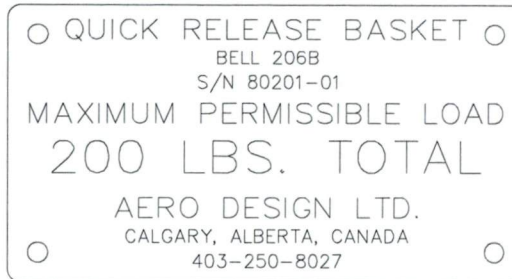 QUICK RELEASE BASKET
BELL 206B
S/N 80201-01
MAXIMUM PERMISSIBLE LOAD
200 LBS. TOTAL
AERO DESIGN LTD.
CALGARY, ALBERTA, CANADA
403-250-8027